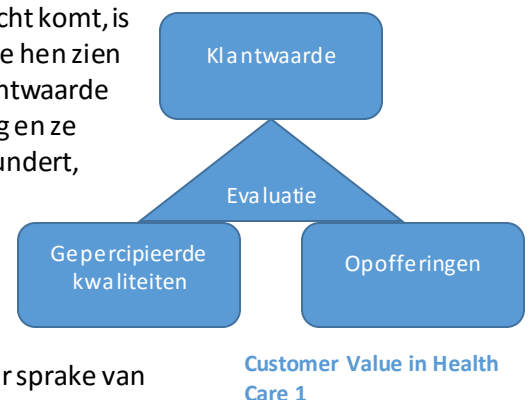 cht komt, is
e hen zien
ntwaarde
g en ze
undert,
Klantwaarde
Evaluatie
Gepercipieerde
kwaliteiten
Opofferingen
r sprake van
Customer Value in Health
Care 1